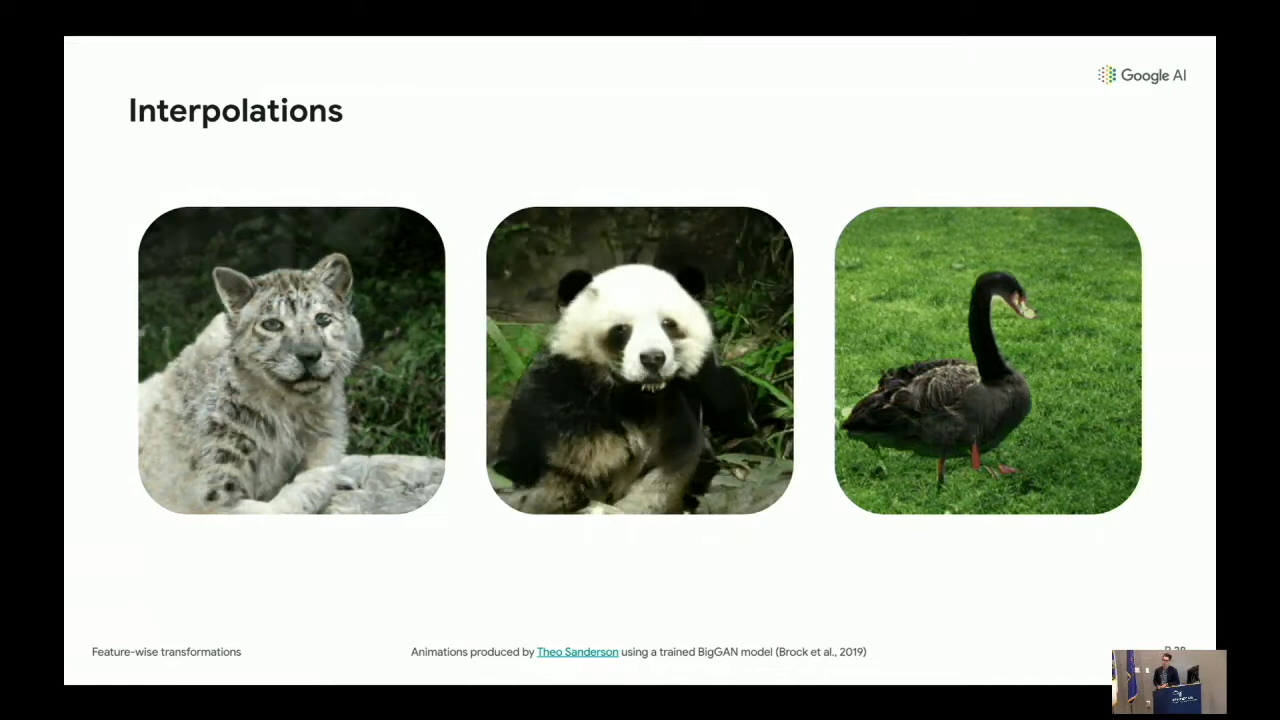 Google AI
Interpolations
Feature-wise transformations
Animations produced by Theo Sanderson using a trained BigGAN model (Brock et al., 2019)